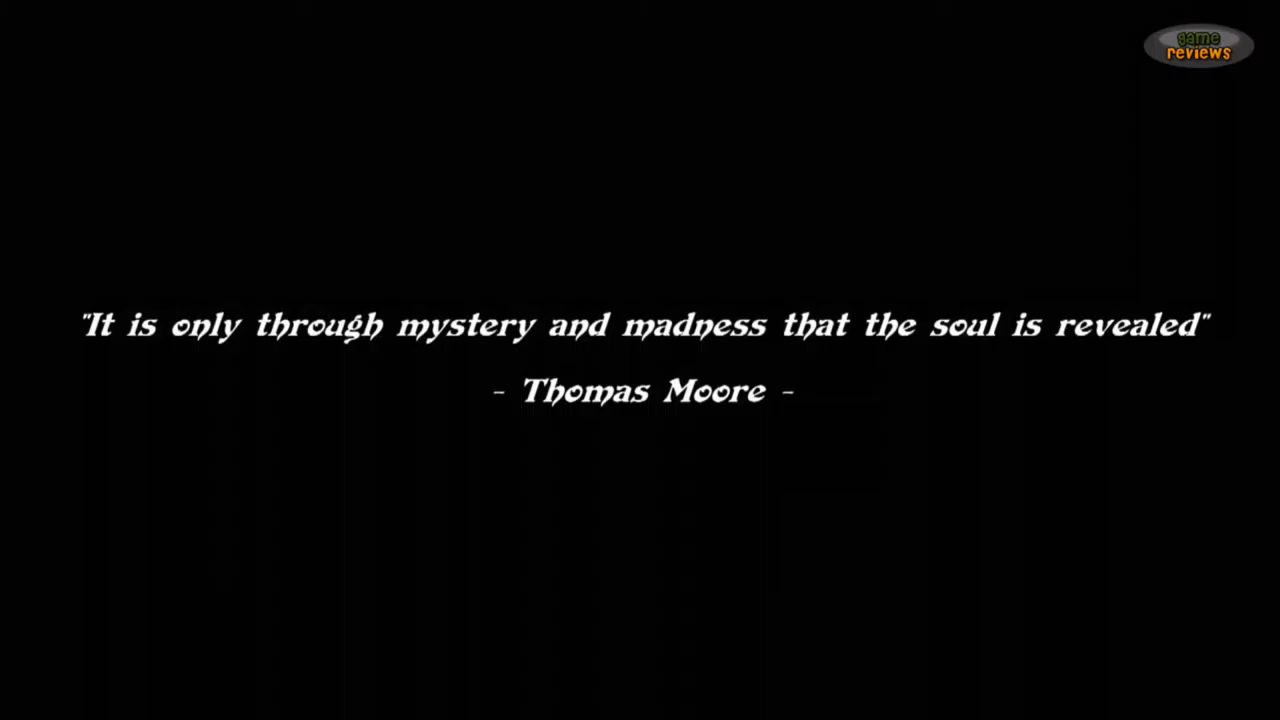 game
reviews
"It is only through mystery and madness that the soul is revealed"
- Thomas Moore -